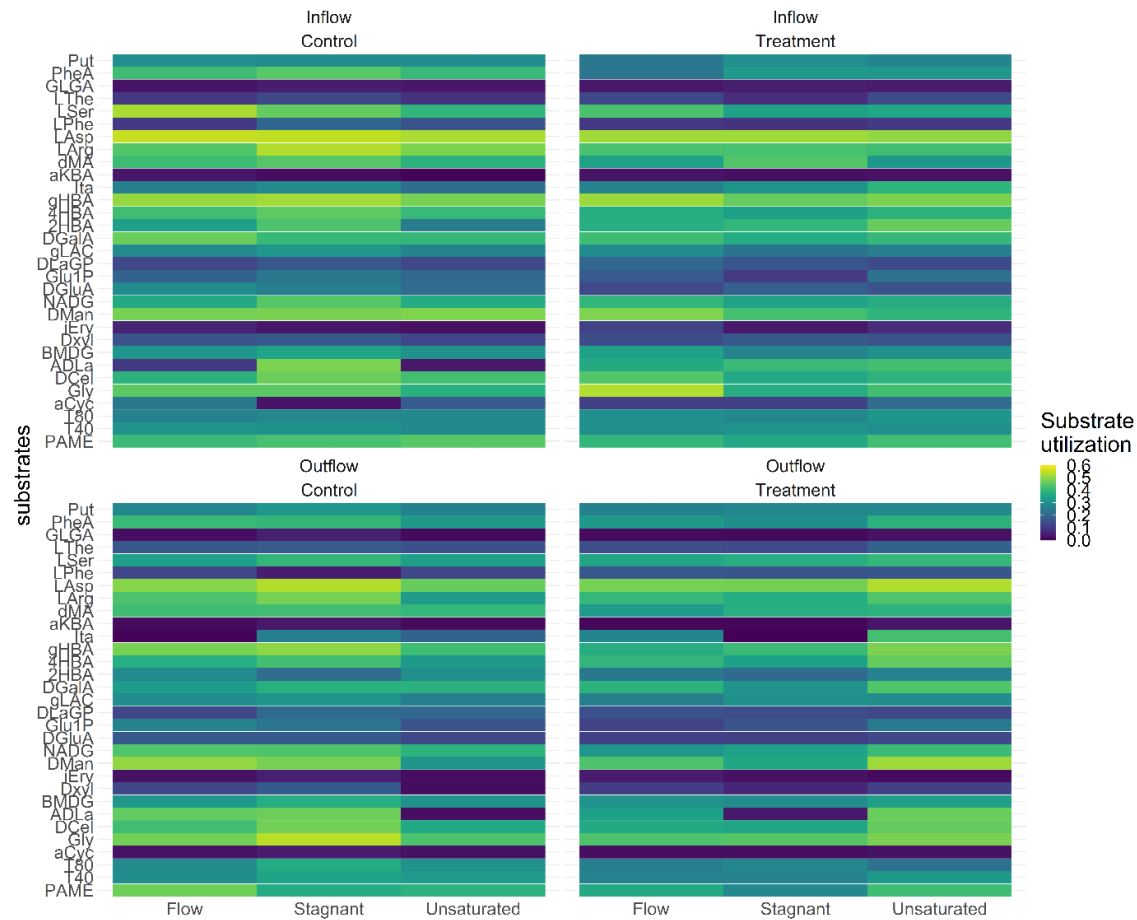 Inflow
Control
Inflow
Treatment
Put
PheA
GLGA
LThe
LSer
LPhe
LAsp
LArg
dMA
aKBA
Ita
gHBA
4HBA
2HBA
DGalA
gLAC
DLaGP
Glu1P
DGluA
NADG
DMan
iEry
Dxyl
BMDG
ADLa
DCel
Gly
aCyc
T80
T40
PAME
substrates
Outflow
Control
Outflow
Treatment
Put
PheA
GLGA
LThe
LSer
LPhe
LAsp
LArg
dMA
aKBA
Ita
gHBA
4HBA
2HBA
DGalA
gLAC
DLaGP
Glu1P
DGluA
NADG
DMan
iEry
Dxyl
BMDG
ADLa
DCel
Gly
aCyc
T80
T40
PAME
Flow Stagnant Unsaturated
Flow Stagnant Unsaturated
Substrate
utilization
0.6
0.5
0.4
0.3
0.2
0.1
0.0